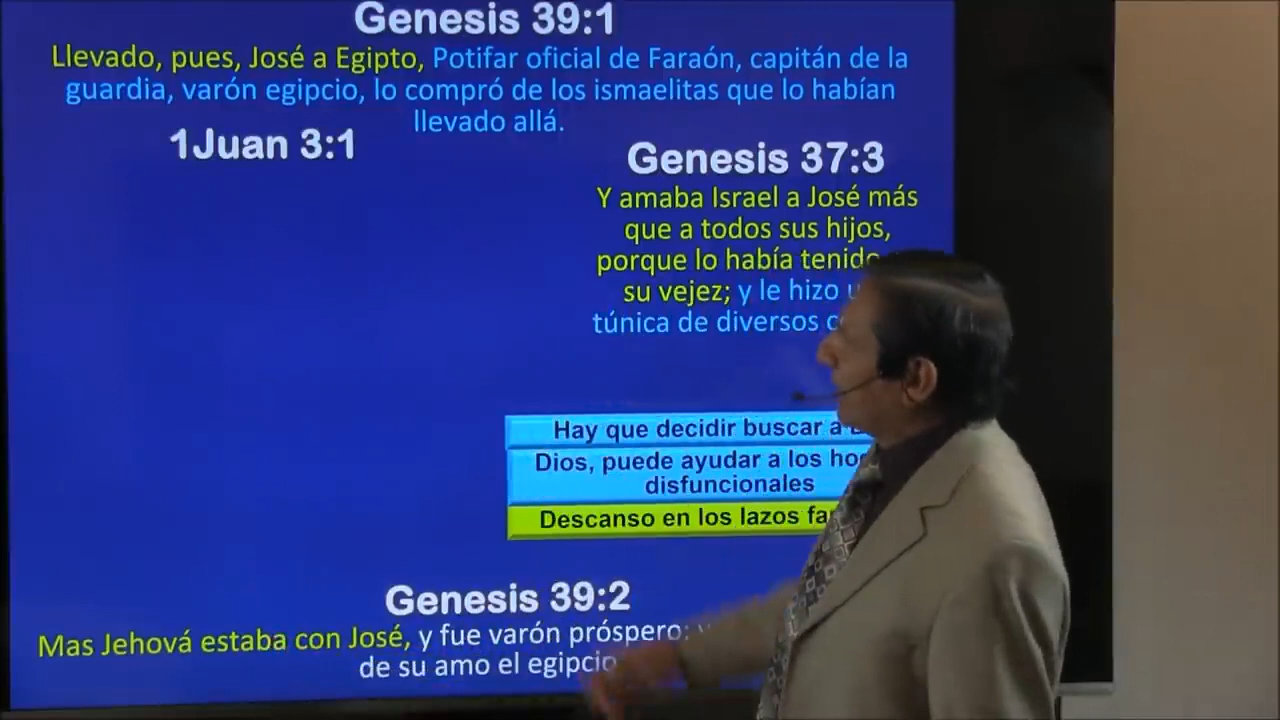 Genesis 39:1
Llevado, pues, José a Egipto, Potifar oficial de Faraón, capitán de la
guardia, varón egipcio, lo compró de los ismaelitas que lo habían
llevado allá.
1Juan 3:1
Genesis 37:3
Y amaba Israel a José más
que a todos sus hijos,
porque lo había tenido
su vejez; y le hizo
túnica de diversos
Hay que decidir buscar a
Dios, puede ayudar a los
disfuncionales
Descanso en los lazos
Genesis 39:2
Mas Jehová estaba con José, y fue varón próspero;
de su amo el egipcio